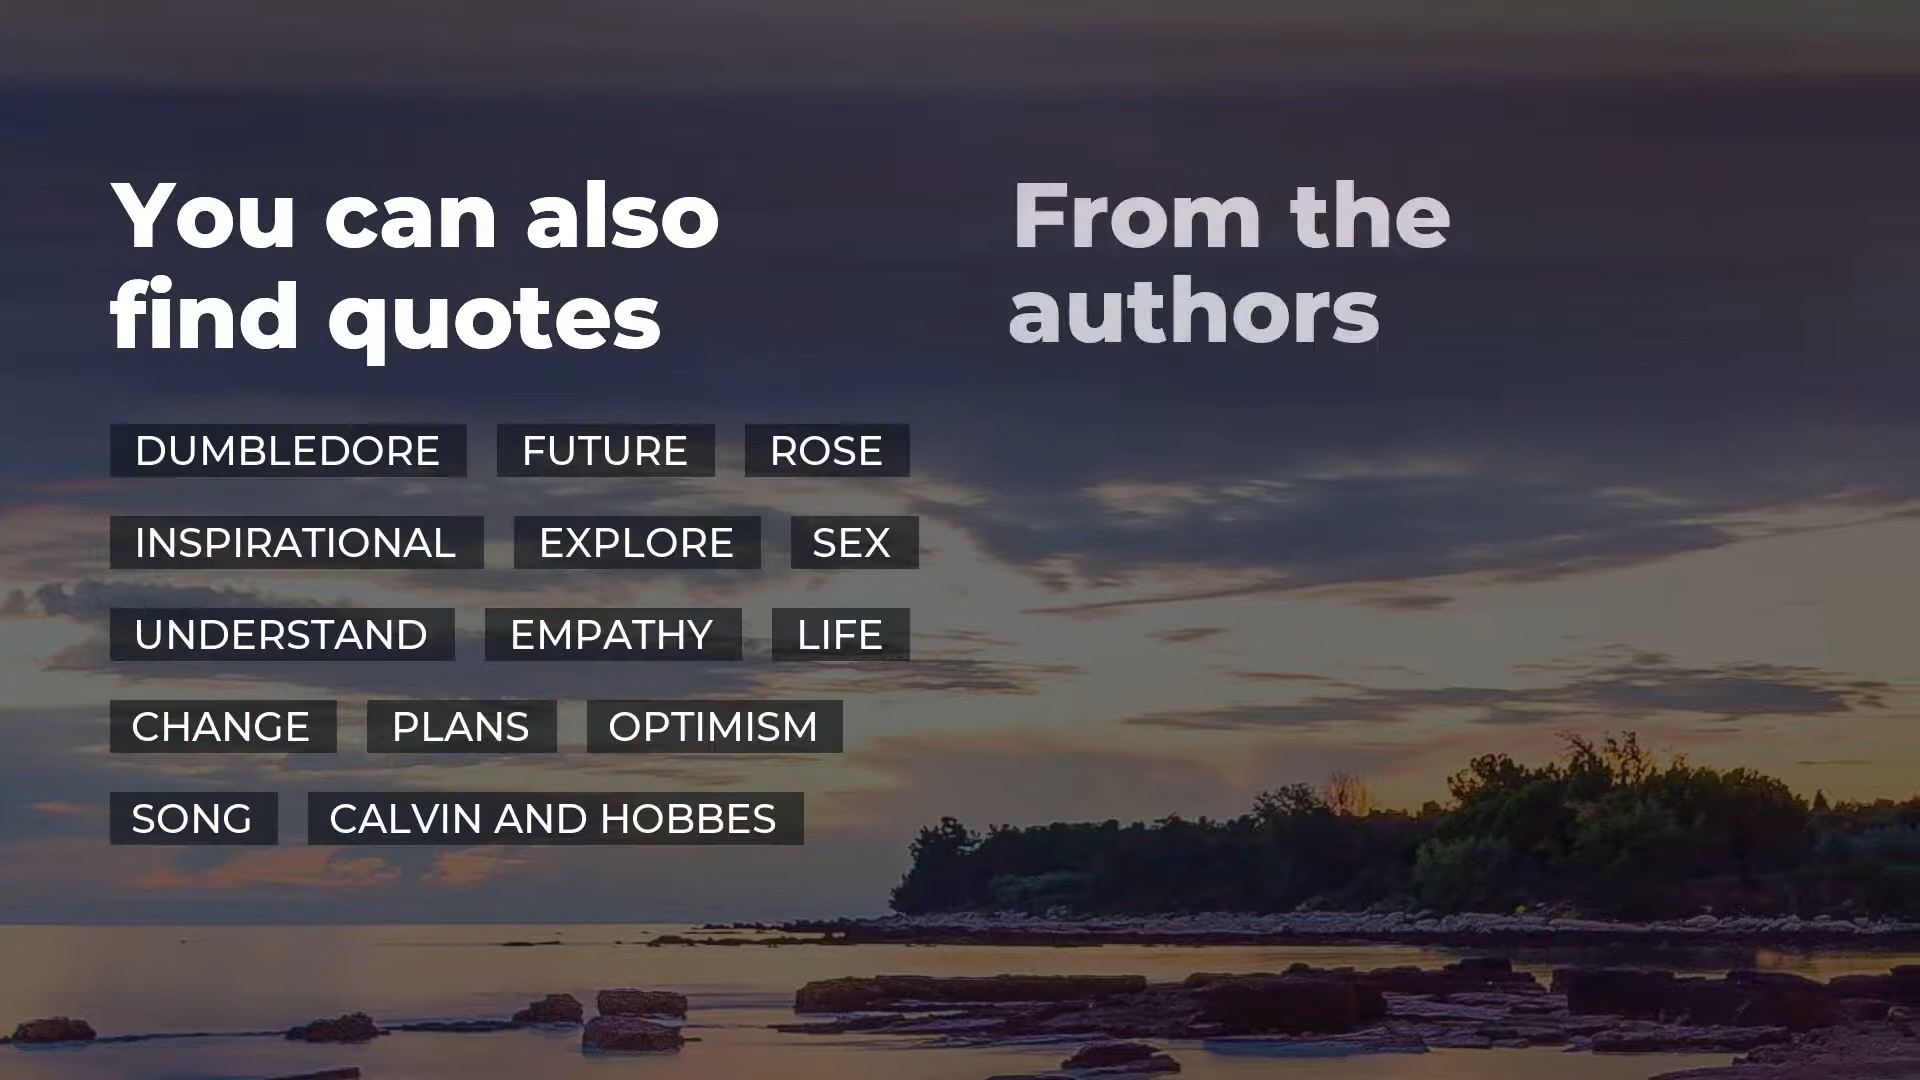 You can also
find quotes
DUMBLEDORE FUTURE ROSE
INSPIRATIONAL EXPLORE SEX
UNDERSTAND EMPATHY LIFE
CHANGE PLANS OPTIMISM
SONG CALVIN AND HOBBES
From the
authors